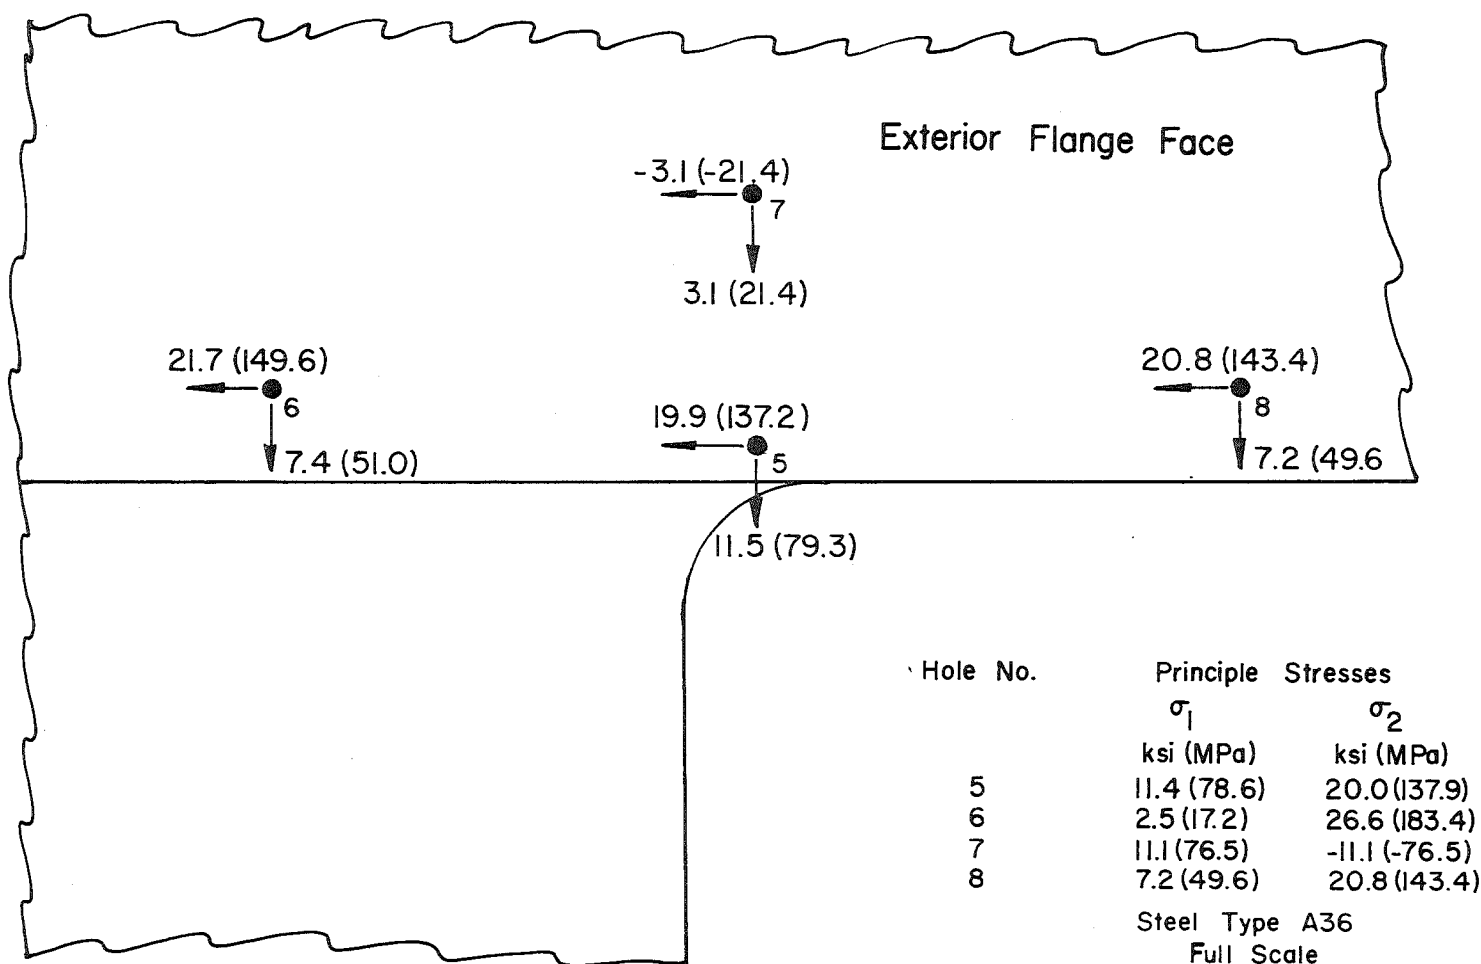 Exterior Flange Face
-3.1 (-21.4)
7
3.1 (21.4)
21.7 (149.6)
6
7.4 (51.0)
19.9 (137.2)
5
11.5 (79.3)
20.8 (143.4)
8
7.2 (49.6
Hole No. Principle Stresses
σ1 σ2
ksi (MPa) ksi (MPa)
5 11.4 (78.6) 20.0 (137.9)
6 2.5 (17.2) 26.6 (183.4)
7 11.1 (76.5) -11.1 (-76.5)
8 7.2 (49.6) 20.8 (143.4)
Steel Type A36
Full Scale